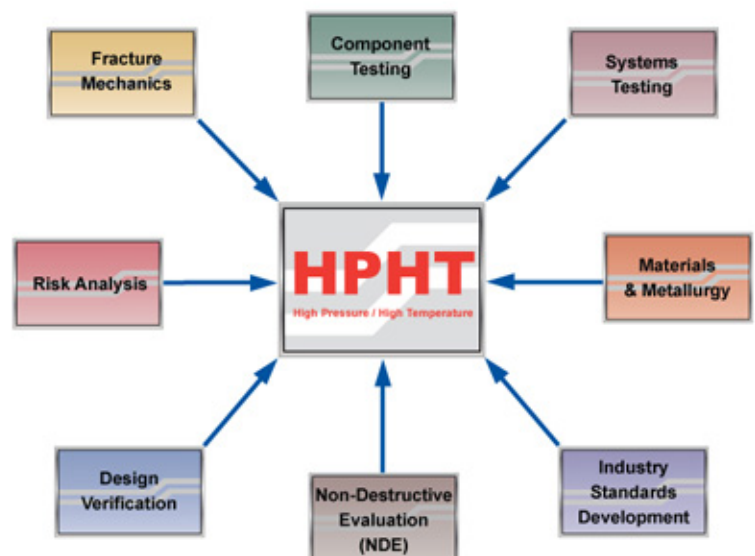 Fracture
Mechanics
Component
Testing
Systems
Testing
Risk Analysis
HPHT
High Pressure / High Temperature
Materials
& Metallurgy
Design
Verification
Non-Destructive
Evaluation
(NDE)
Industry
Standards
Development